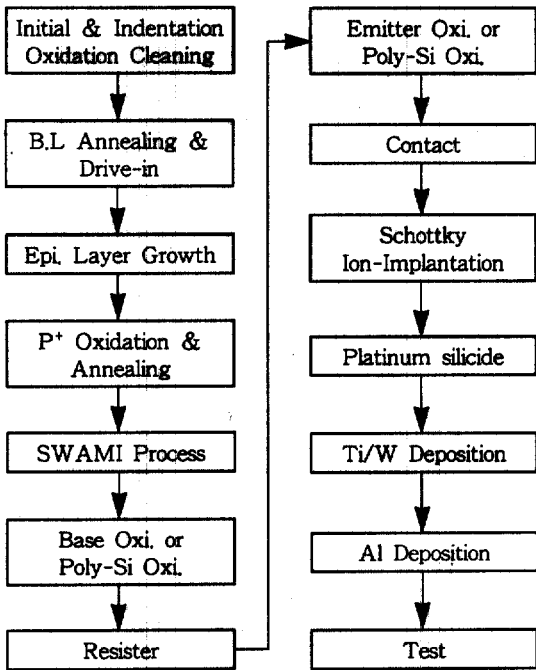 Initial & Indentation
Oxidation Cleaning
B.L Annealing &
Drive-in
Epi. Layer Growth
P⁺ Oxidation &
Annealing
SWAMI Process
Base Oxi. or
Poly-Si Oxi.
Resister
Emitter Oxi. or
Poly-Si Oxi.
Contact
Schottky
Ion-Implantation
Platinum silicide
Ti/W Deposition
Al Deposition
Test